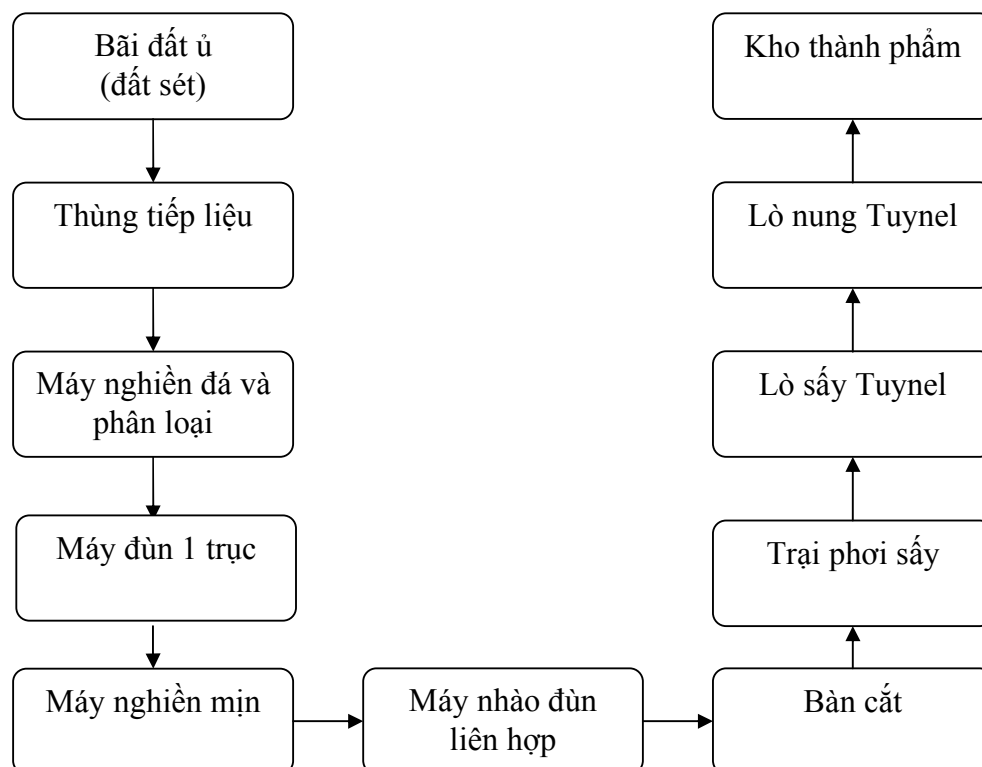 Bãi đất ủ
(đất sét)
Thùng tiếp liệu
Máy nghiền đá và
phân loại
Máy đùn 1 trục
Máy nghiền mịn
Máy nhào đùn
liên hợp
Bàn cắt
Trại phơi sấy
Lò sấy Tuynel
Lò nung Tuynel
Kho thành phẩm